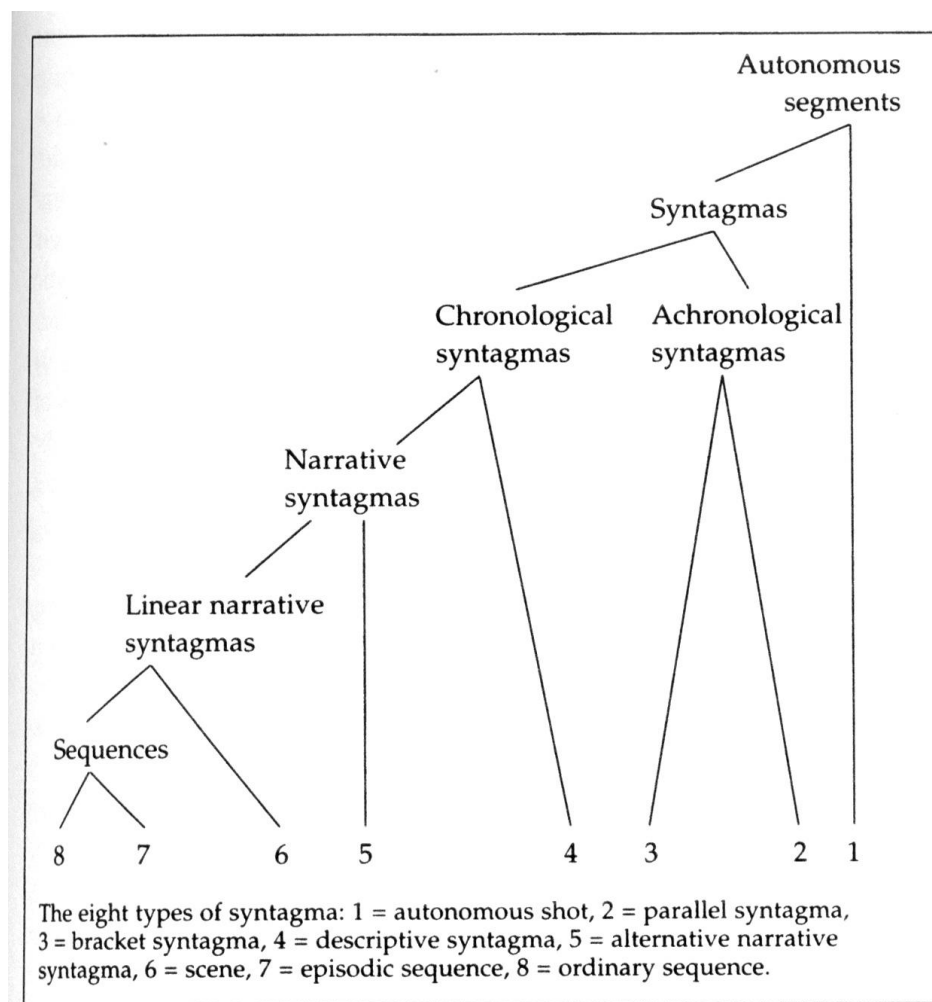 Autonomous
segments
Syntagmas
Chronological
syntagmas
Achronological
syntagmas
Narrative
syntagmas
Linear narrative
syntagmas
Sequences
8 7 6 5 4 3 2 1
The eight types of syntagma: 1 = autonomous shot, 2 = parallel syntagma,
3 = bracket syntagma, 4 = descriptive syntagma, 5 = alternative narrative
syntagma, 6 = scene, 7 = episodic sequence, 8 = ordinary sequence.